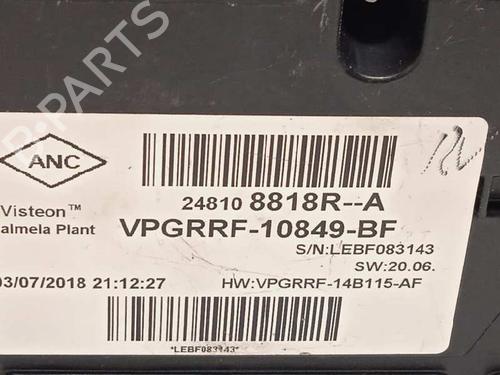 ANC
Visteon™
almela Plant
24810 8818R--A
VPGRRF-10849-BF
S/N:LEBF083143
SW:20.06.
03/07/2018 21:12:27
HW:VPGRRF-14B115-AF
*LEBF083143*
12